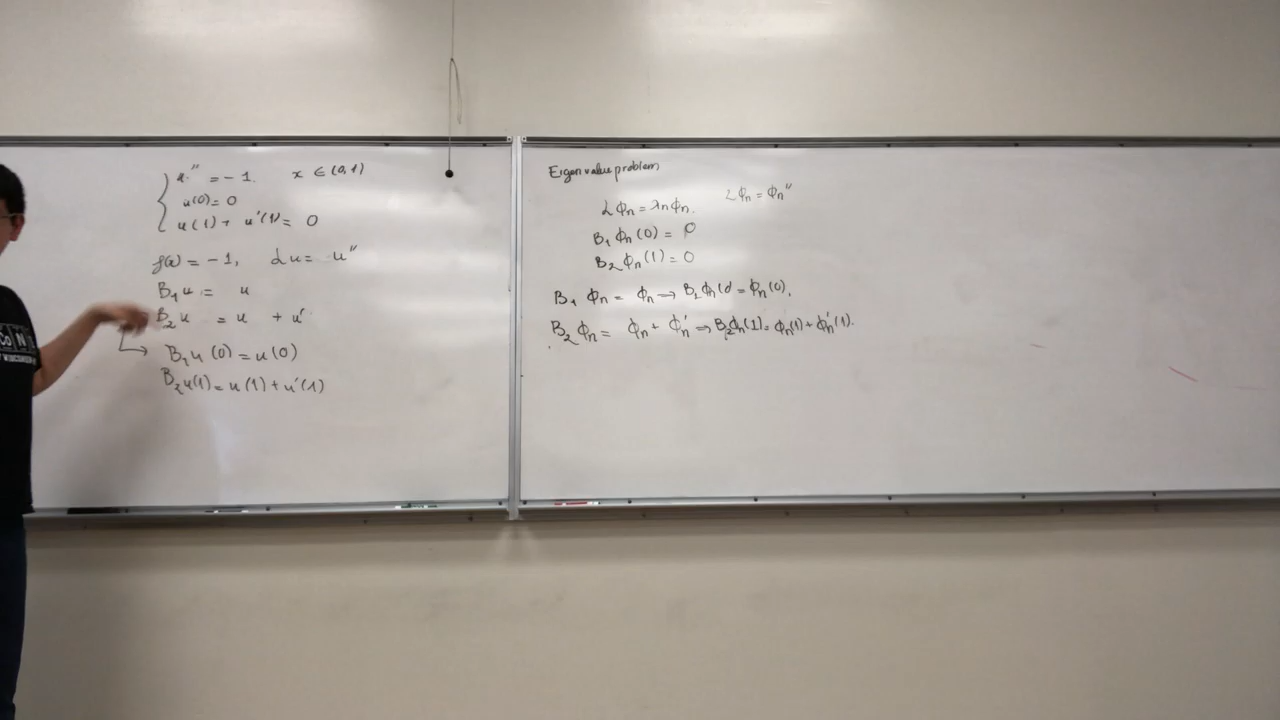 u'' = -1. x ∈ (0,1)
u(0) = 0
u(1) + u'(1) = 0
f(x) = -1, ℒu = u''
B₁u = u
B₂u = u + u'
→ B₁u(0) = u(0)
B₂u(1) = u(1) + u'(1)
Eigenvalue problem
ℒϕₙ = λₙϕₙ. ℒϕₙ = ϕₙ''
B₁ϕₙ(0) = 0
B₂ϕₙ(1) = 0
B₁ϕₙ = ϕₙ ⇒ B₁ϕₙ(0 = ϕₙ(0),
B₂ϕₙ = ϕₙ + ϕₙ' ⇒ B₂ϕₙ(1) = ϕₙ(1) + ϕₙ'(1).